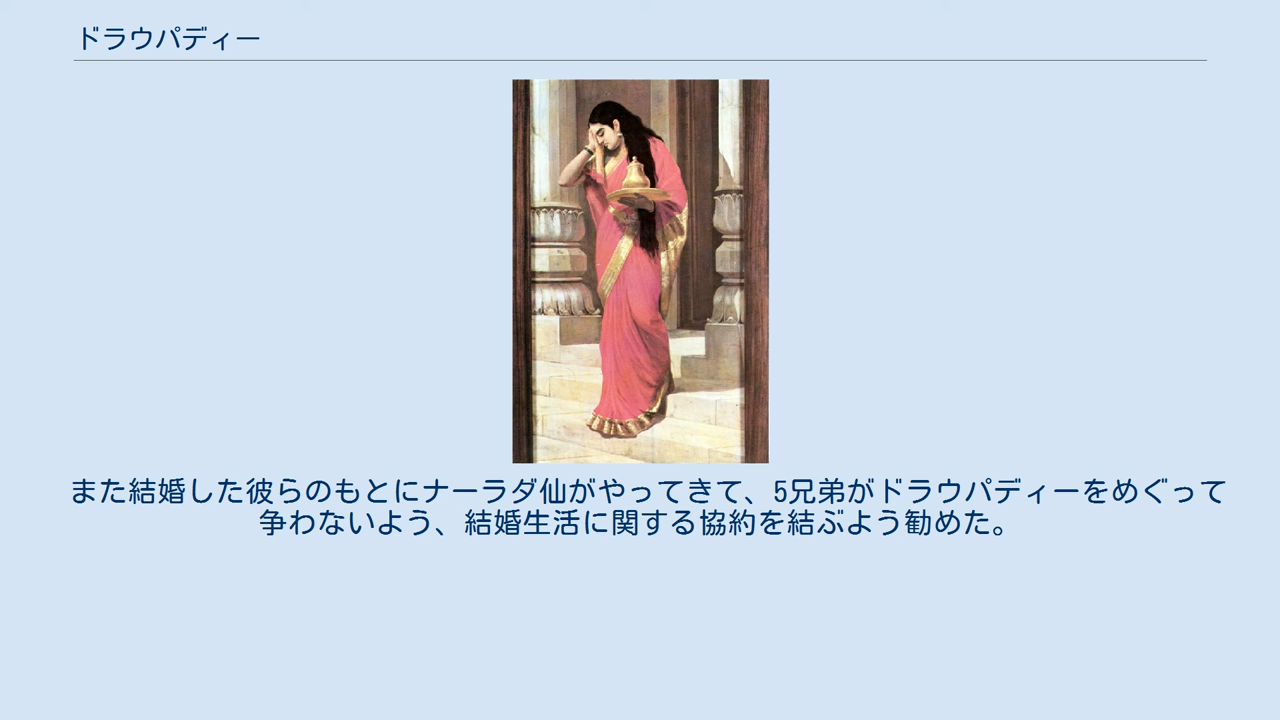 ドラウパディー
また結婚した彼らのもとにナーラダ仙がやってきて、5兄弟がドラウパディーをめぐって
争わないよう、結婚生活に関する協約を結ぶよう勧めた。